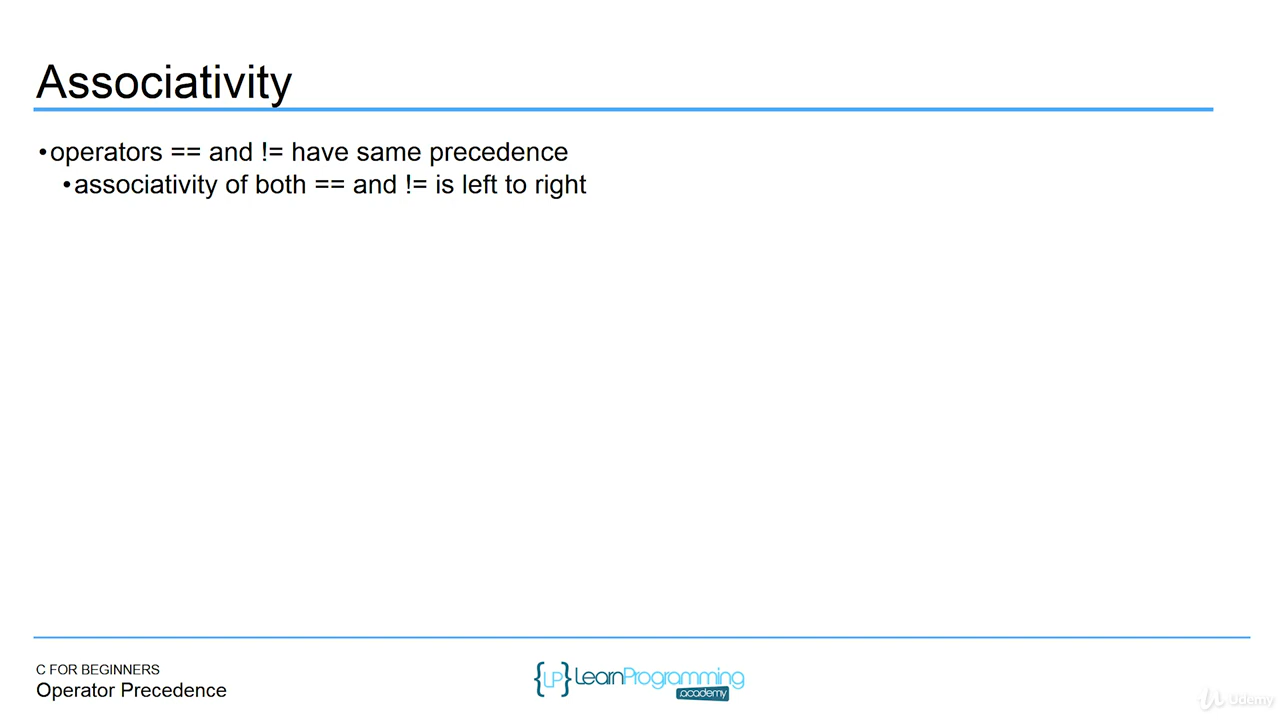 Associativity
•operators == and != have same precedence
•associativity of both == and != is left to right
C FOR BEGINNERS
Operator Precedence
{LP}LearnProgramming
.academy
Udemy